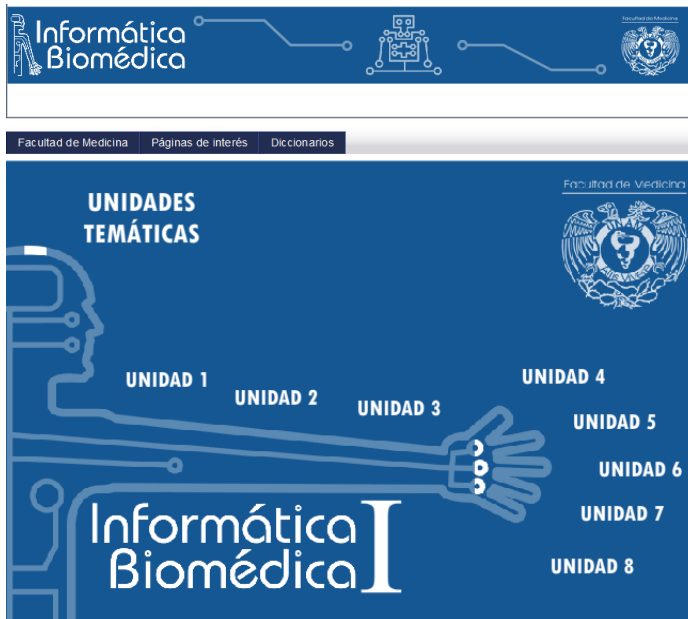 Informática
Biomédica
Facultad de Medicina
Facultad de Medicina Páginas de interés Diccionarios
UNIDADES
TEMÁTICAS
Facultad de Medicina
UNIDAD 1
UNIDAD 2
UNIDAD 3
UNIDAD 4
UNIDAD 5
UNIDAD 6
UNIDAD 7
UNIDAD 8
Informática
Biomédica I